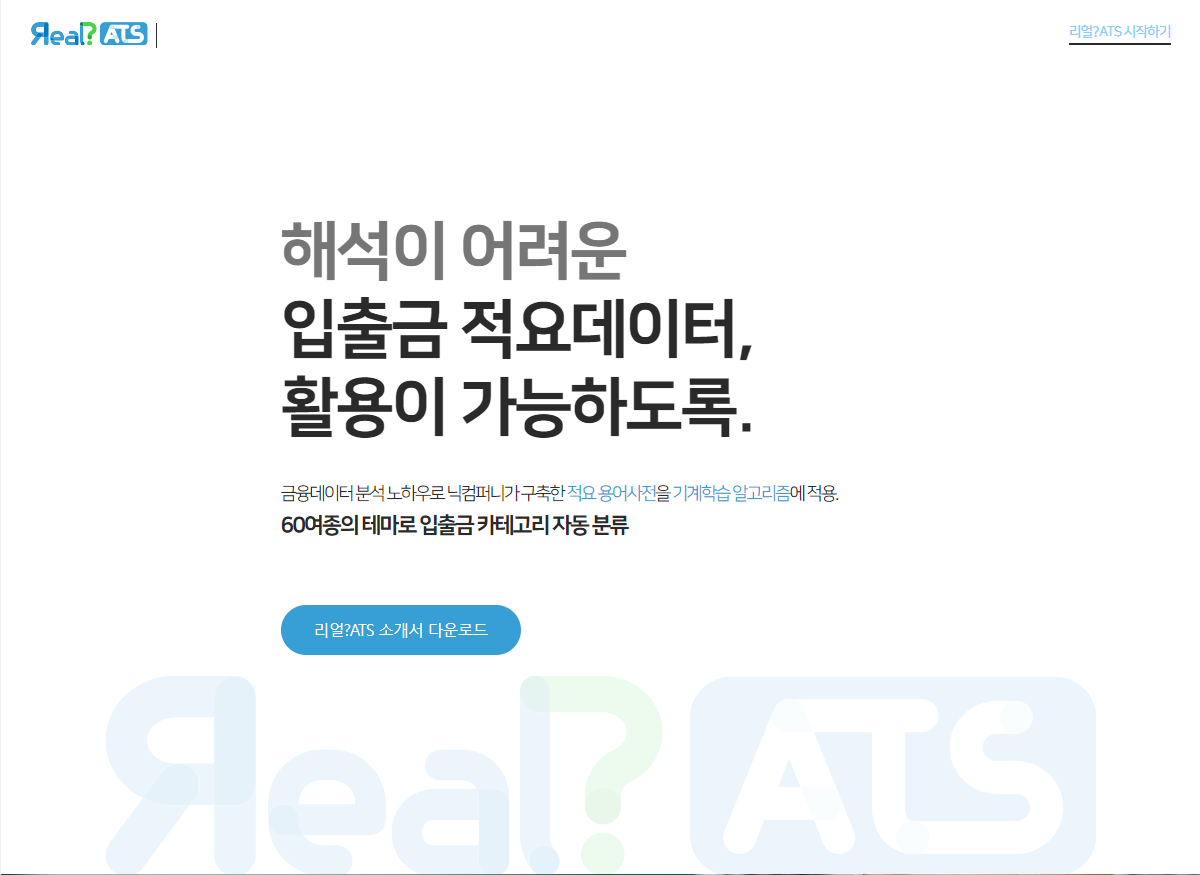 Real? ATS
리얼?ATS 시작하기
해석이 어려운
입출금 적요데이터,
활용이 가능하도록.
금융데이터 분석 노하우로 닉컴퍼니가 구축한 적요 용어사전을 기계학습 알고리즘에 적용.
60여종의 테마로 입출금 카테고리 자동 분류
리얼?ATS 소개서 다운로드
Real? ATS